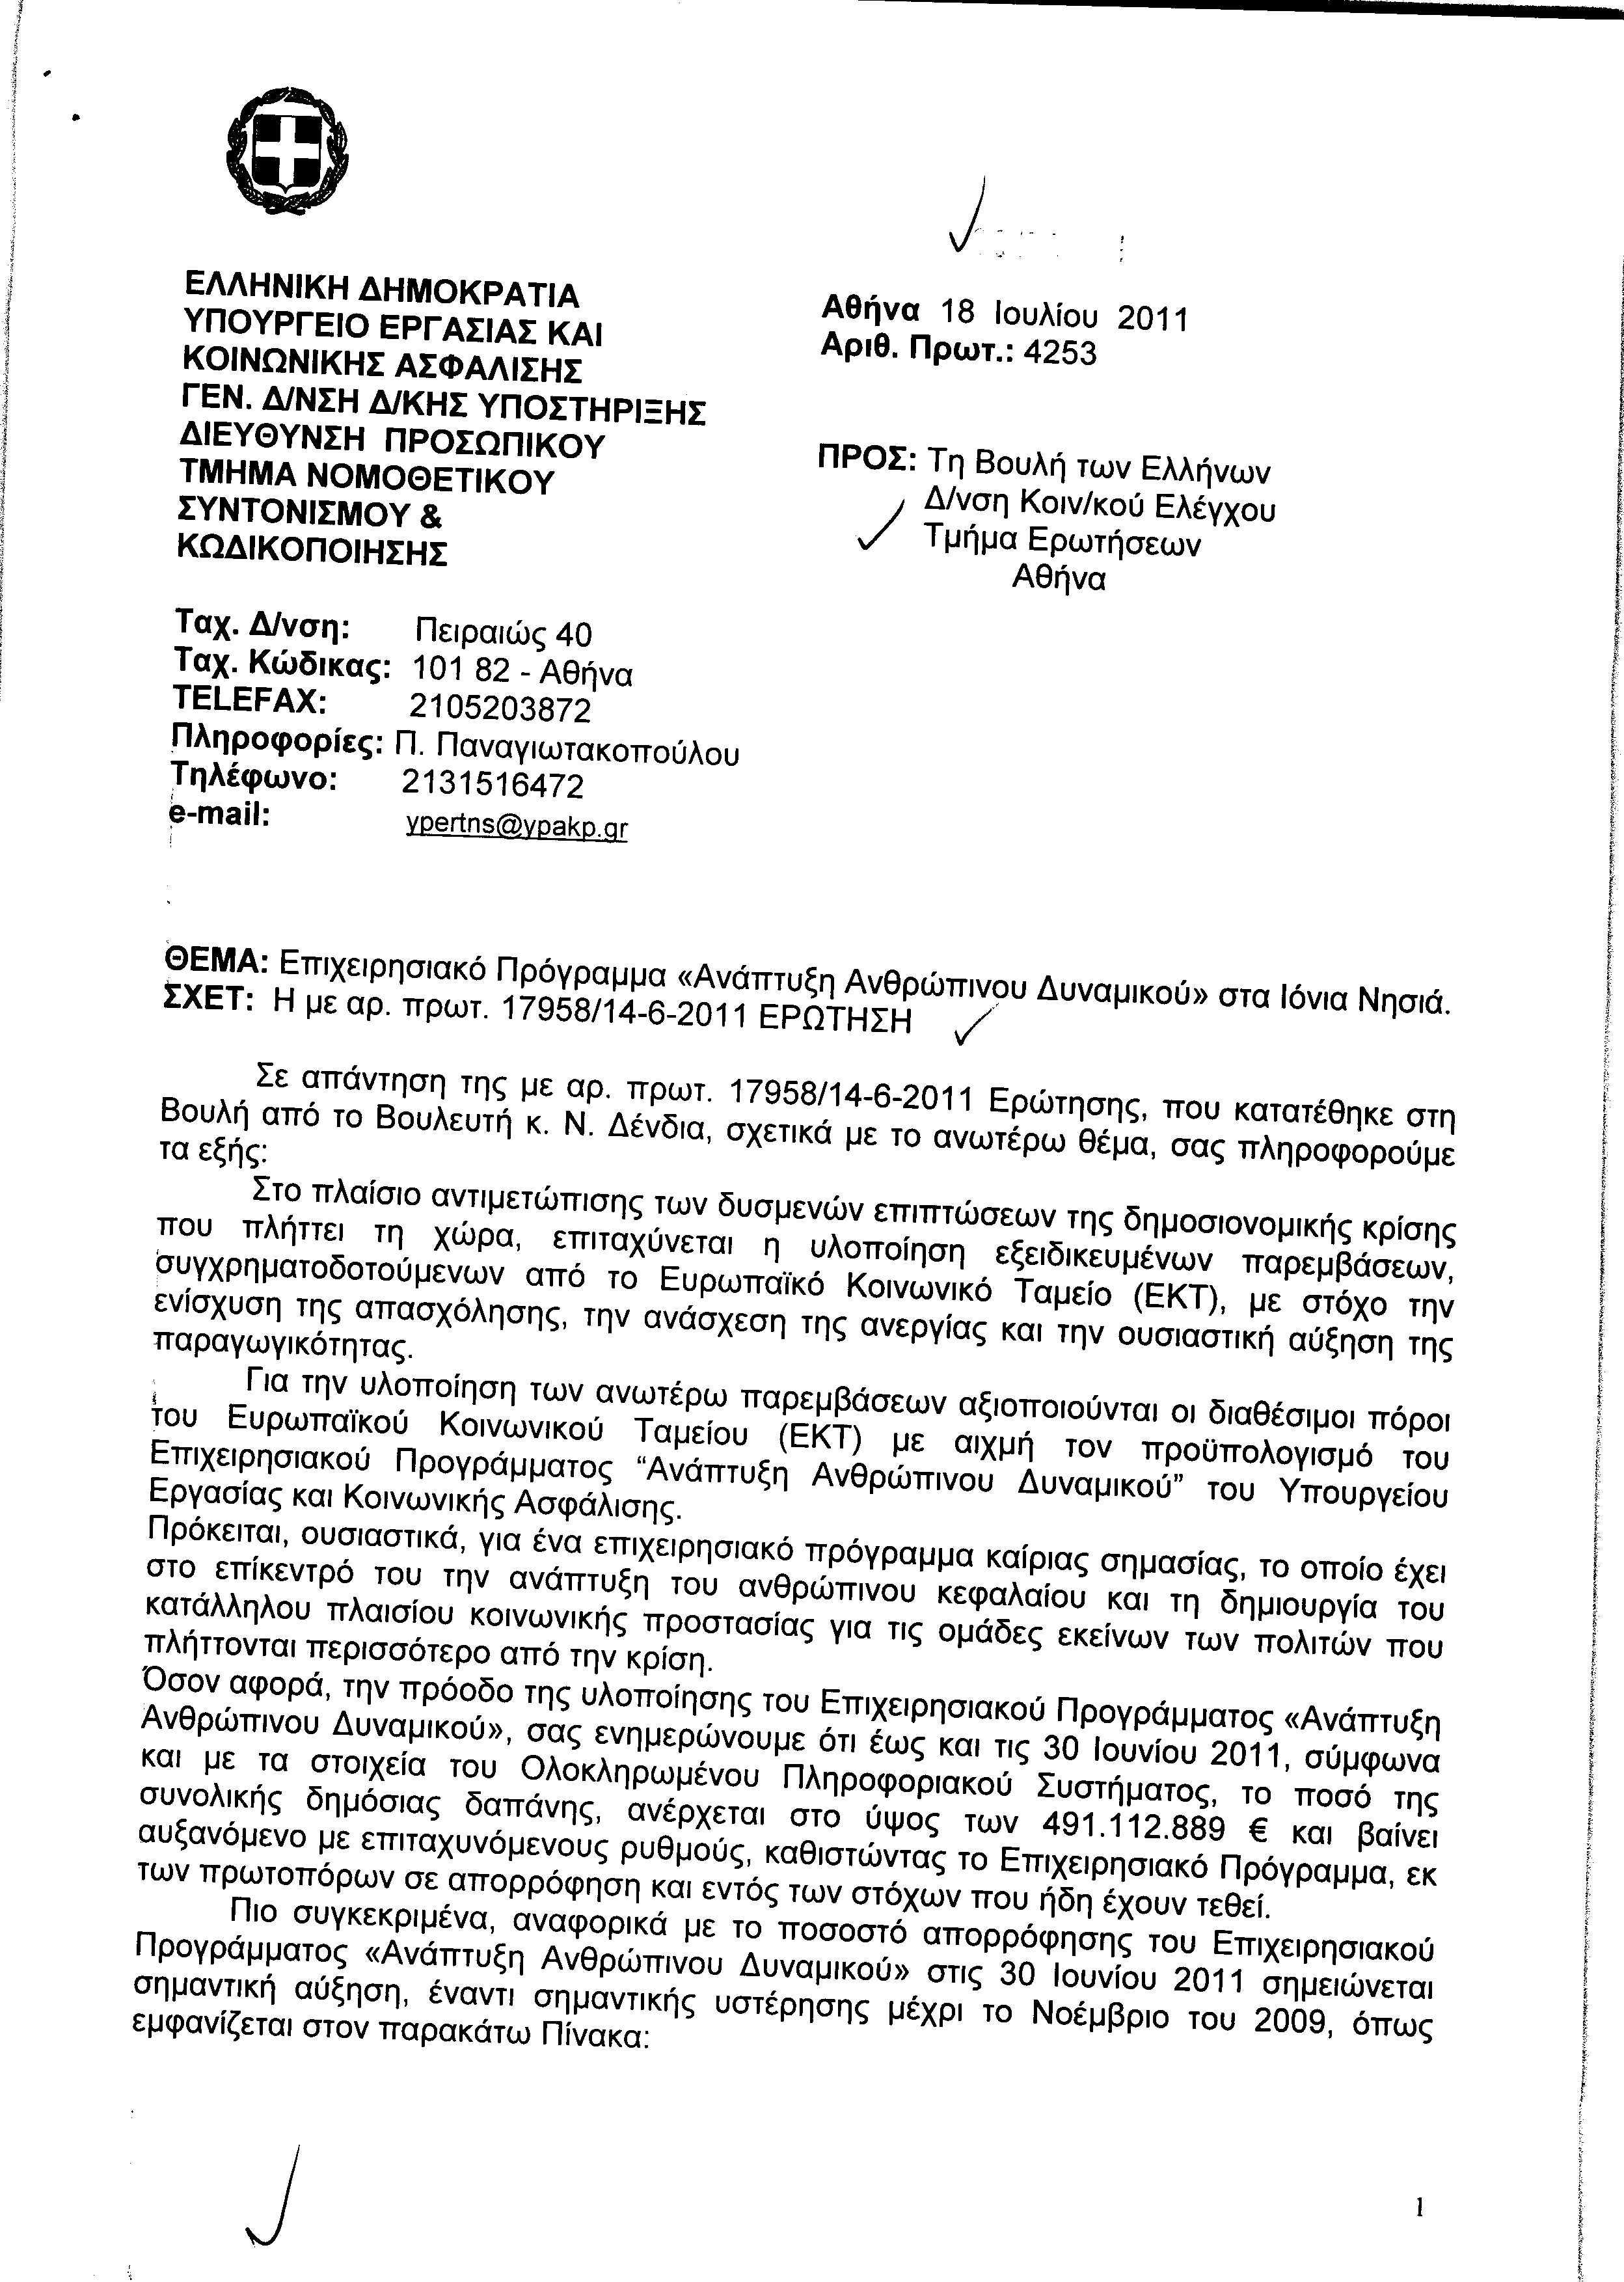 ΕΛΛΗΝΙΚΗ ΔΗΜΟΚΡΑΤΙΑ
ΥΠΟΥΡΓΕΙΟ ΕΡΓΑΣΙΑΣ ΚΑΙ
ΚΟΙΝΩΝΙΚΗΣ ΑΣΦΑΛΙΣΗΣ
ΓΕΝ. Δ/ΝΣΗ Δ/ΚΗΣ ΥΠΟΣΤΗΡΙΞΗΣ
ΔΙΕΥΘΥΝΣΗ ΠΡΟΣΩΠΙΚΟΥ
ΤΜΗΜΑ ΝΟΜΟΘΕΤΙΚΟΥ
ΣΥΝΤΟΝΙΣΜΟΥ &
ΚΩΔΙΚΟΠΟΙΗΣΗΣ
Αθήνα 18 Ιουλίου 2011
Αριθ. Πρωτ.: 4253
ΠΡΟΣ: Τη Βουλή των Ελλήνων
Δ/νση Κοιν/κού Ελέγχου
Τμήμα Ερωτήσεων
Αθήνα
Ταχ. Δ/νση: Πειραιώς 40
Ταχ. Κώδικας: 101 82 - Αθήνα
TELEFAX: 2105203872
Πληροφορίες: Π. Παναγιωτακοπούλου
Τηλέφωνο: 2131516472
e-mail: ypertns@ypakp.gr
ΘΕΜΑ: Επιχειρησιακό Πρόγραμμα «Ανάπτυξη Ανθρώπινου Δυναμικού» στα Ιόνια Νησιά.
ΣΧΕΤ: Η με αρ. πρωτ. 17958/14-6-2011 ΕΡΩΤΗΣΗ
Σε απάντηση της με αρ. πρωτ. 17958/14-6-2011 Ερώτησης, που κατατέθηκε στη
Βουλή από το Βουλευτή κ. Ν. Δένδια, σχετικά με το ανωτέρω θέμα, σας πληροφορούμε
τα εξής:
Στο πλαίσιο αντιμετώπισης των δυσμενών επιπτώσεων της δημοσιονομικής κρίσης
που πλήττει τη χώρα, επιταχύνεται η υλοποίηση εξειδικευμένων παρεμβάσεων,
συγχρηματοδοτούμενων από το Ευρωπαϊκό Κοινωνικό Ταμείο (ΕΚΤ), με στόχο την
ενίσχυση της απασχόλησης, την ανάσχεση της ανεργίας και την ουσιαστική αύξηση της
παραγωγικότητας.
Για την υλοποίηση των ανωτέρω παρεμβάσεων αξιοποιούνται οι διαθέσιμοι πόροι
του Ευρωπαϊκού Κοινωνικού Ταμείου (ΕΚΤ) με αιχμή τον προϋπολογισμό του
Επιχειρησιακού Προγράμματος “Ανάπτυξη Ανθρώπινου Δυναμικού” του Υπουργείου
Εργασίας και Κοινωνικής Ασφάλισης.
Πρόκειται, ουσιαστικά, για ένα επιχειρησιακό πρόγραμμα καίριας σημασίας, το οποίο έχει
στο επίκεντρό του την ανάπτυξη του ανθρώπινου κεφαλαίου και τη δημιουργία του
κατάλληλου πλαισίου κοινωνικής προστασίας για τις ομάδες εκείνων των πολιτών που
πλήττονται περισσότερο από την κρίση.
Όσον αφορά, την πρόοδο της υλοποίησης του Επιχειρησιακού Προγράμματος «Ανάπτυξη
Ανθρώπινου Δυναμικού», σας ενημερώνουμε ότι έως και τις 30 Ιουνίου 2011, σύμφωνα
και με τα στοιχεία του Ολοκληρωμένου Πληροφοριακού Συστήματος, το ποσό της
συνολικής δημόσιας δαπάνης, ανέρχεται στο ύψος των 491.112.889 € και βαίνει
αυξανόμενο με επιταχυνόμενους ρυθμούς, καθιστώντας το Επιχειρησιακό Πρόγραμμα, εκ
των πρωτοπόρων σε απορρόφηση και εντός των στόχων που ήδη έχουν τεθεί.
Πιο συγκεκριμένα, αναφορικά με το ποσοστό απορρόφησης του Επιχειρησιακού
Προγράμματος «Ανάπτυξη Ανθρώπινου Δυναμικού» στις 30 Ιουνίου 2011 σημειώνεται
σημαντική αύξηση, έναντι σημαντικής υστέρησης μέχρι το Νοέμβριο του 2009, όπως
εμφανίζεται στον παρακάτω Πίνακα:
1